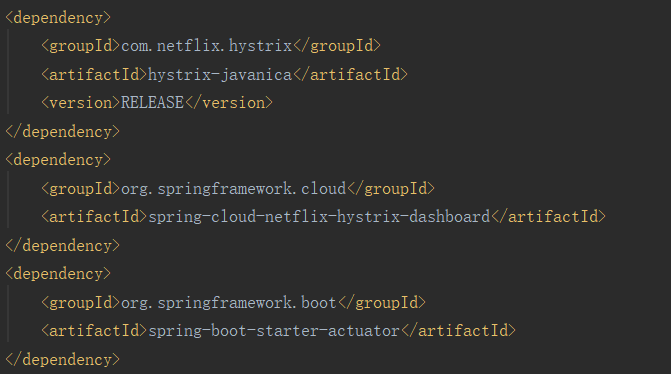 <dependency>
    <groupId>com.netflix.hystrix</groupId>
    <artifactId>hystrix-javanica</artifactId>
    <version>RELEASE</version>
</dependency>
<dependency>
    <groupId>org.springframework.cloud</groupId>
    <artifactId>spring-cloud-netflix-hystrix-dashboard</artifactId>
</dependency>
<dependency>
    <groupId>org.springframework.boot</groupId>
    <artifactId>spring-boot-starter-actuator</artifactId>
</dependency>